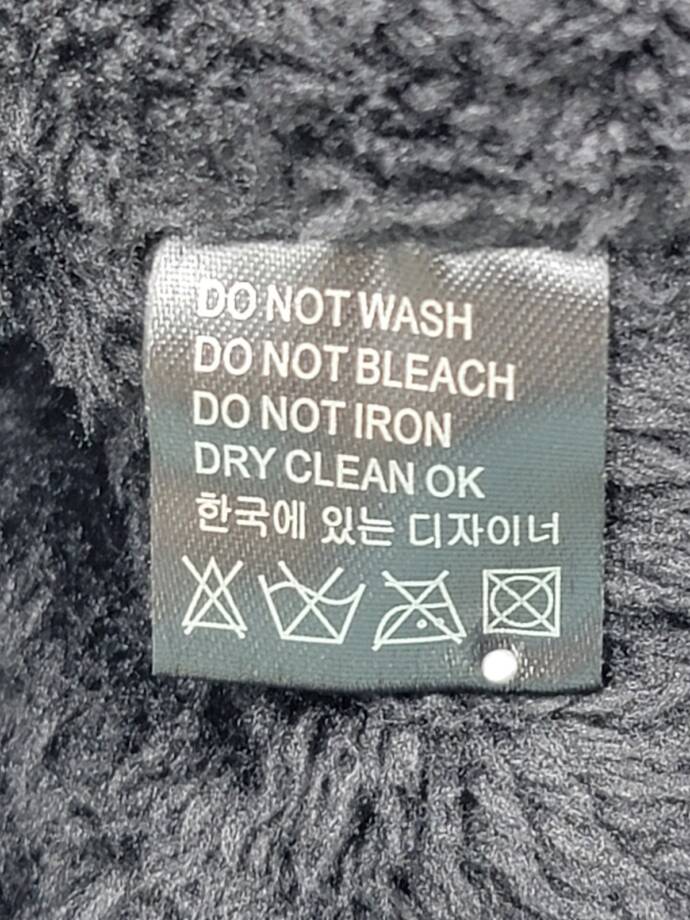 DO NOT WASH
DO NOT BLEACH
DO NOT IRON
DRY CLEAN OK
한국에 있는 디자이너